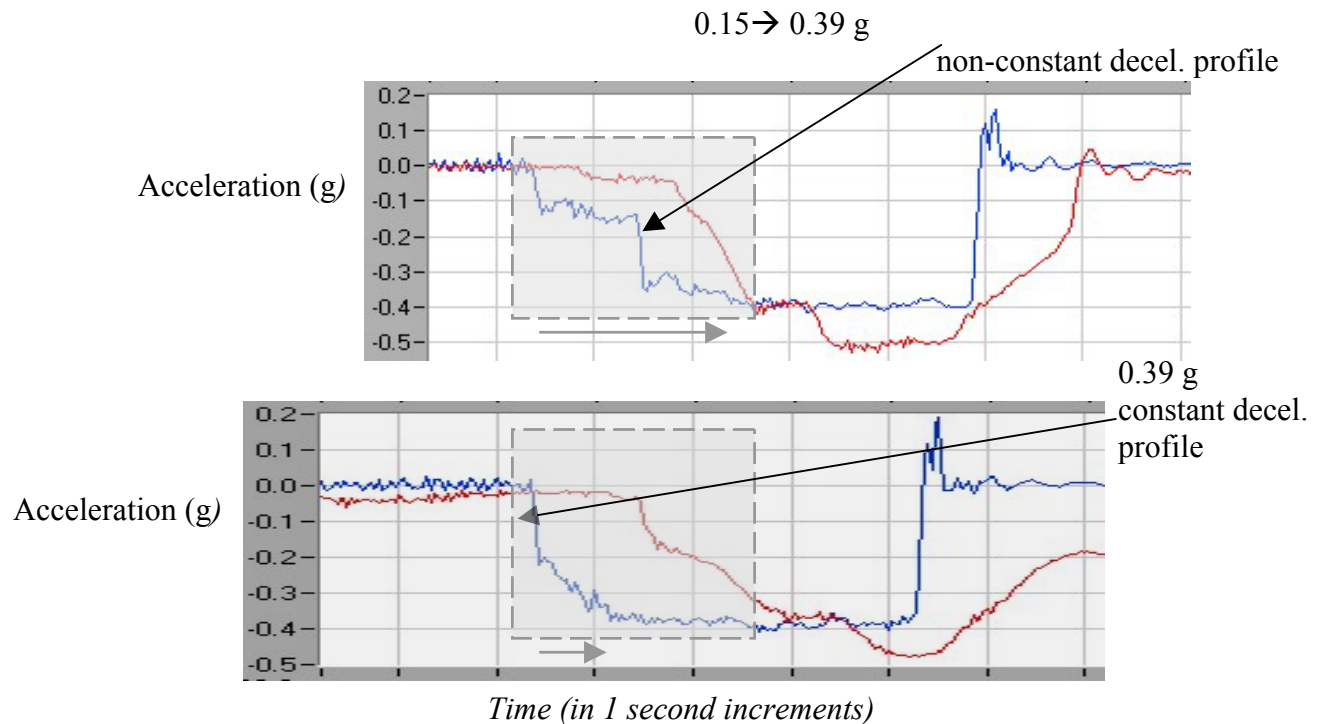 0.15→ 0.39 g
non-constant decel. profile
0.2
0.1
0.0
-0.1
-0.2
-0.3
-0.4
-0.5
Acceleration (g)
0.39 g
constant decel.
profile
0.2
0.1
0.0
-0.1
-0.2
-0.3
-0.4
-0.5
Acceleration (g)
Time (in 1 second increments)